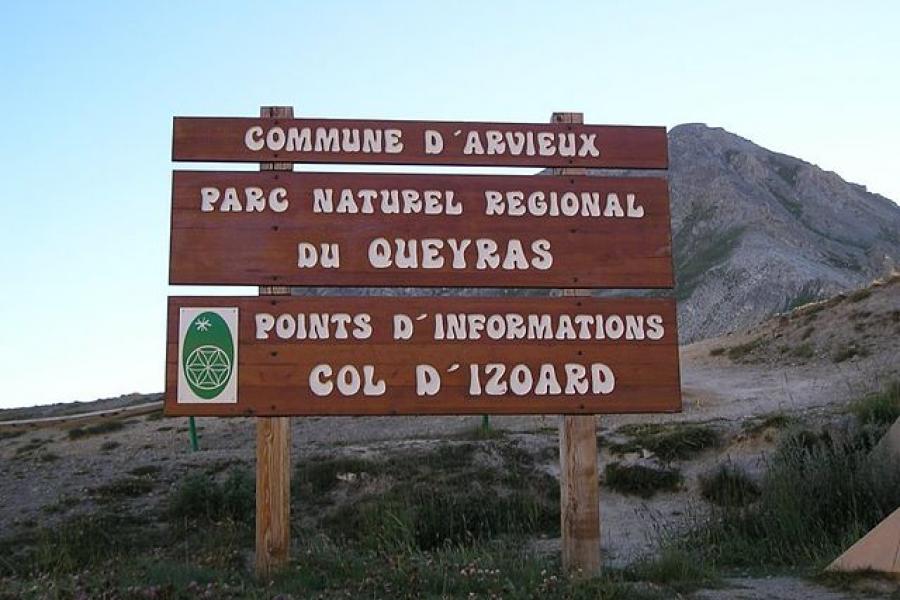 COMMUNE D´ARVIEUX
PARC NATUREL REGIONAL
DU QUEYRAS
POINTS D´INFORMATIONS
COL D´IZOARD